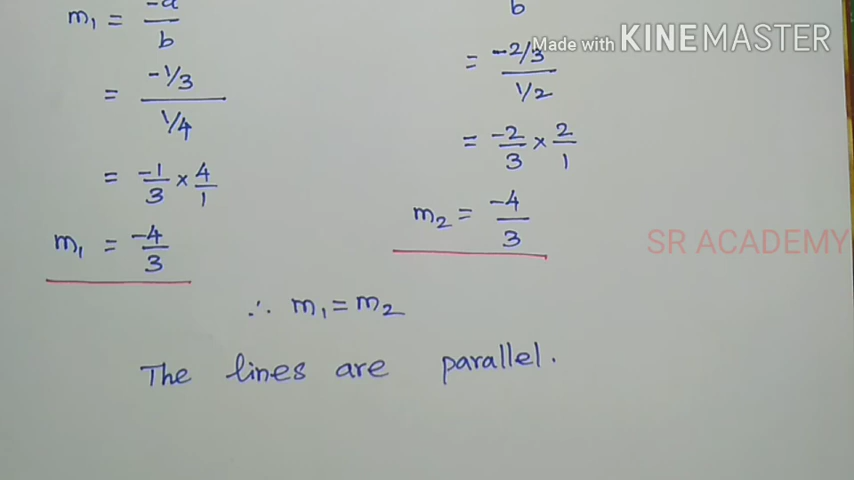 m₁ = -a/b
b
= (-1/3)/(1/4)
= (-2/3)/(1/2)
= -1/3 × 4/1
= -2/3 × 2/1
m₁ = -4/3
m₂ = -4/3
∴ m₁ = m₂
The lines are parallel.
Made with KINEMASTER
SR ACADEMY